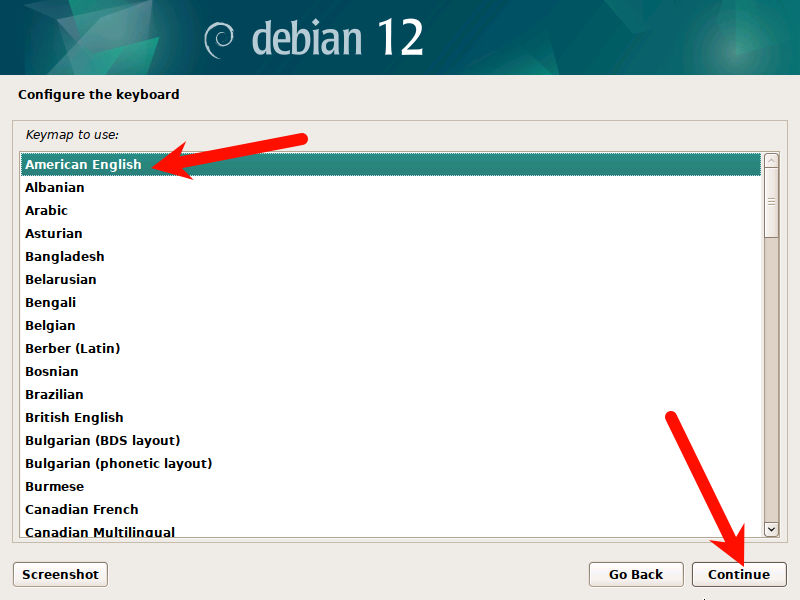 debian 12
Configure the keyboard
Keymap to use:
American English
Albanian
Arabic
Asturian
Bangladesh
Belarusian
Bengali
Belgian
Berber (Latin)
Bosnian
Brazilian
British English
Bulgarian (BDS layout)
Bulgarian (phonetic layout)
Burmese
Canadian French
Canadian Multilingual
Screenshot
Go Back
Continue